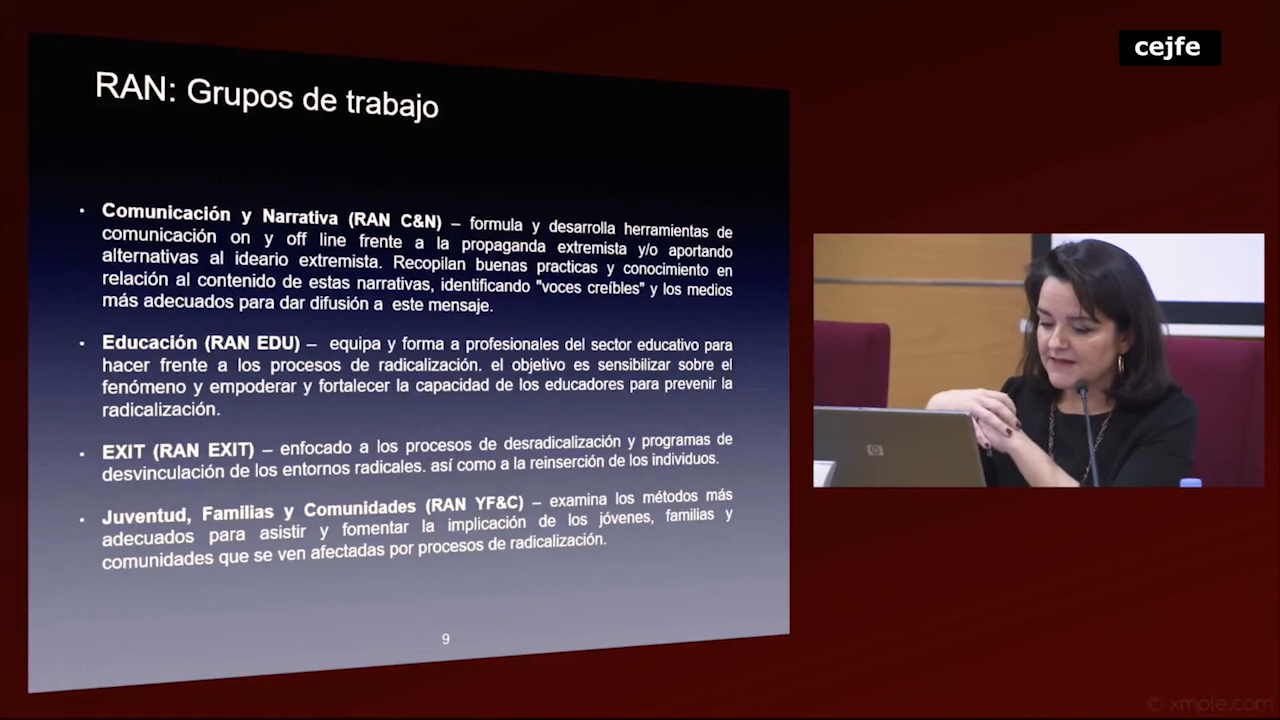 cejfe
RAN: Grupos de trabajo
• Comunicación y Narrativa (RAN C&N) – formula y desarrolla herramientas de
comunicación on y off line frente a la propaganda extremista y/o aportando
alternativas al ideario extremista. Recopilan buenas practicas y conocimiento en
relación al contenido de estas narrativas, identificando "voces creíbles" y los medios
más adecuados para dar difusión a este mensaje.
• Educación (RAN EDU) – equipa y forma a profesionales del sector educativo para
hacer frente a los procesos de radicalización. el objetivo es sensibilizar sobre el
fenómeno y empoderar y fortalecer la capacidad de los educadores para prevenir la
radicalización.
• EXIT (RAN EXIT) – enfocado a los procesos de desradicalización y programas de
desvinculación de los entornos radicales. así como a la reinserción de los individuos.
• Juventud, Familias y Comunidades (RAN YF&C) – examina los métodos más
adecuados para asistir y fomentar la implicación de los jóvenes, familias y
comunidades que se ven afectadas por procesos de radicalización.
9
hp
© xmple.com